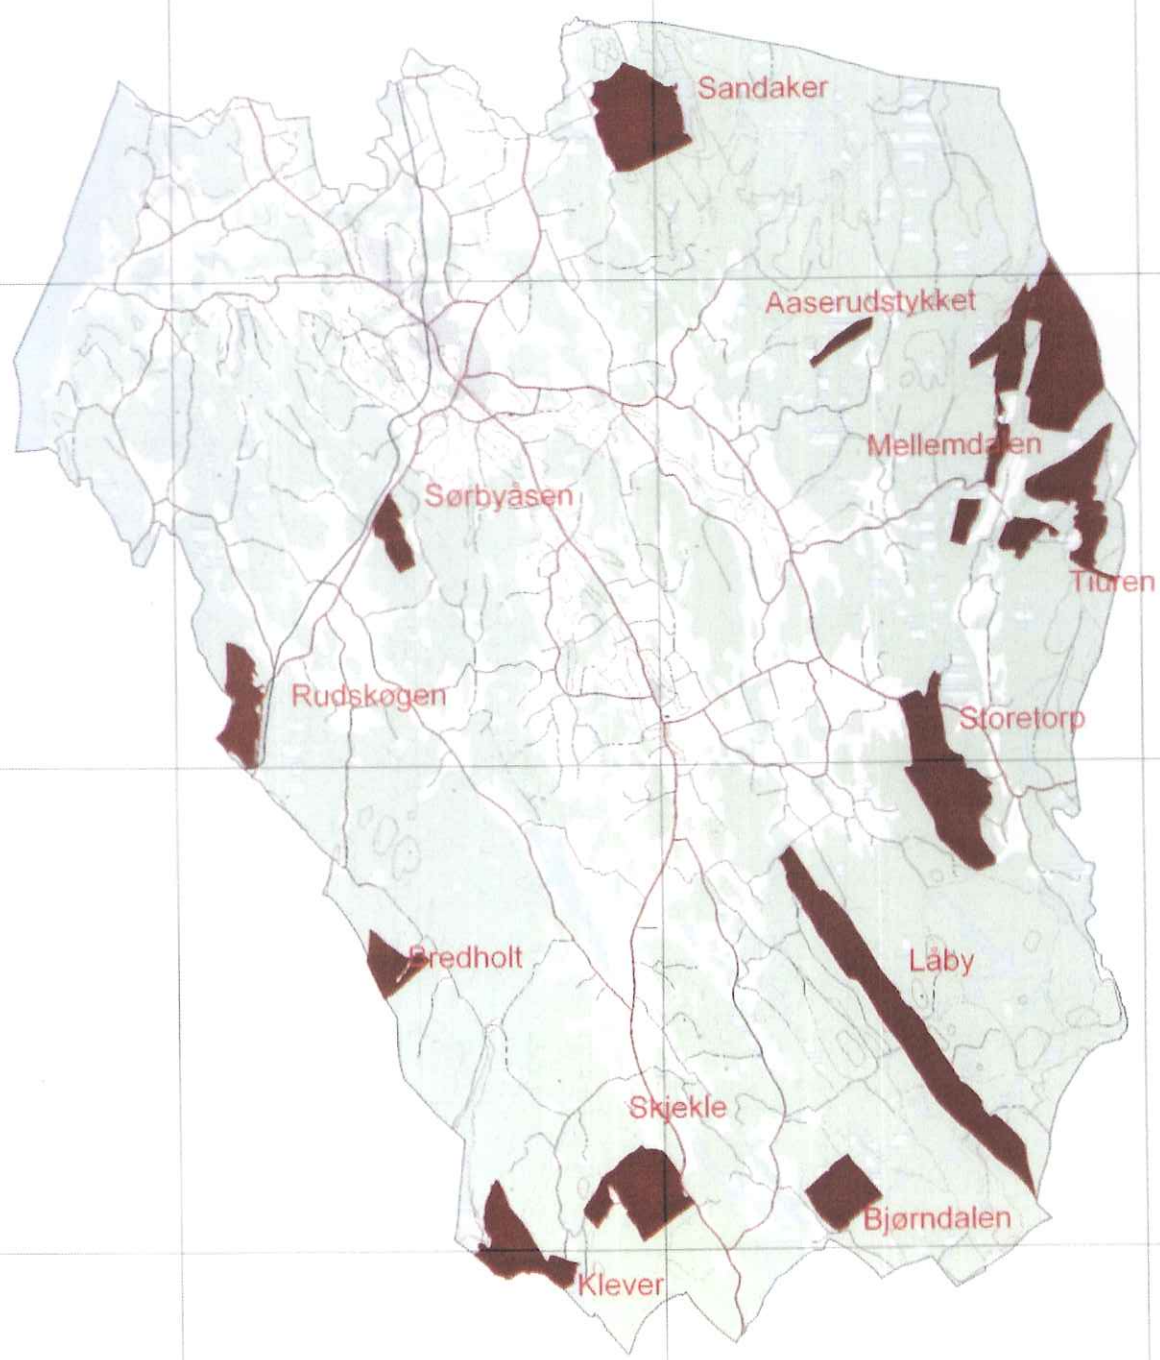 Sandaker
Aaserudstykket
Mellemdalen
Sørbyåsen
Tiuren
Rudskogen
Storetorp
Bredholt
Låby
Skjekle
Bjørndalen
Klever